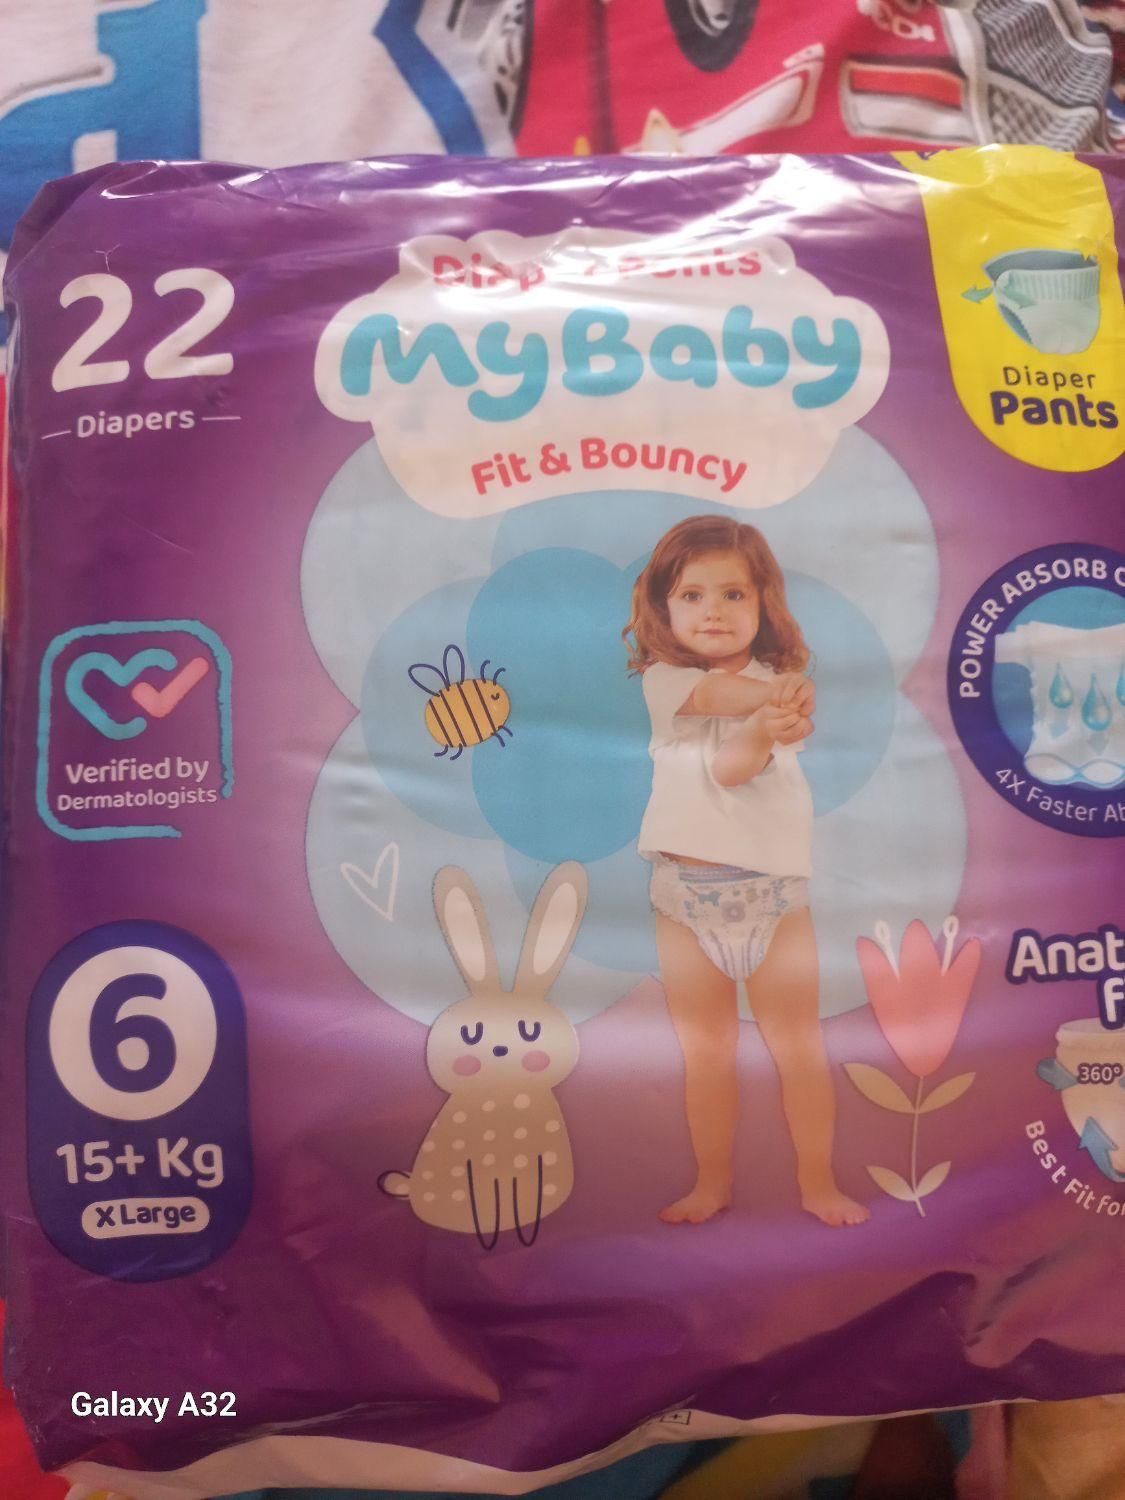 22
Diapers
Diaper Pants
MyBaby
Fit & Bouncy
Diaper
Pants
POWER ABSORB
4X Faster
Verified by
Dermatologists
6
15+ Kg
X Large
360°
Best Fit
Galaxy A32